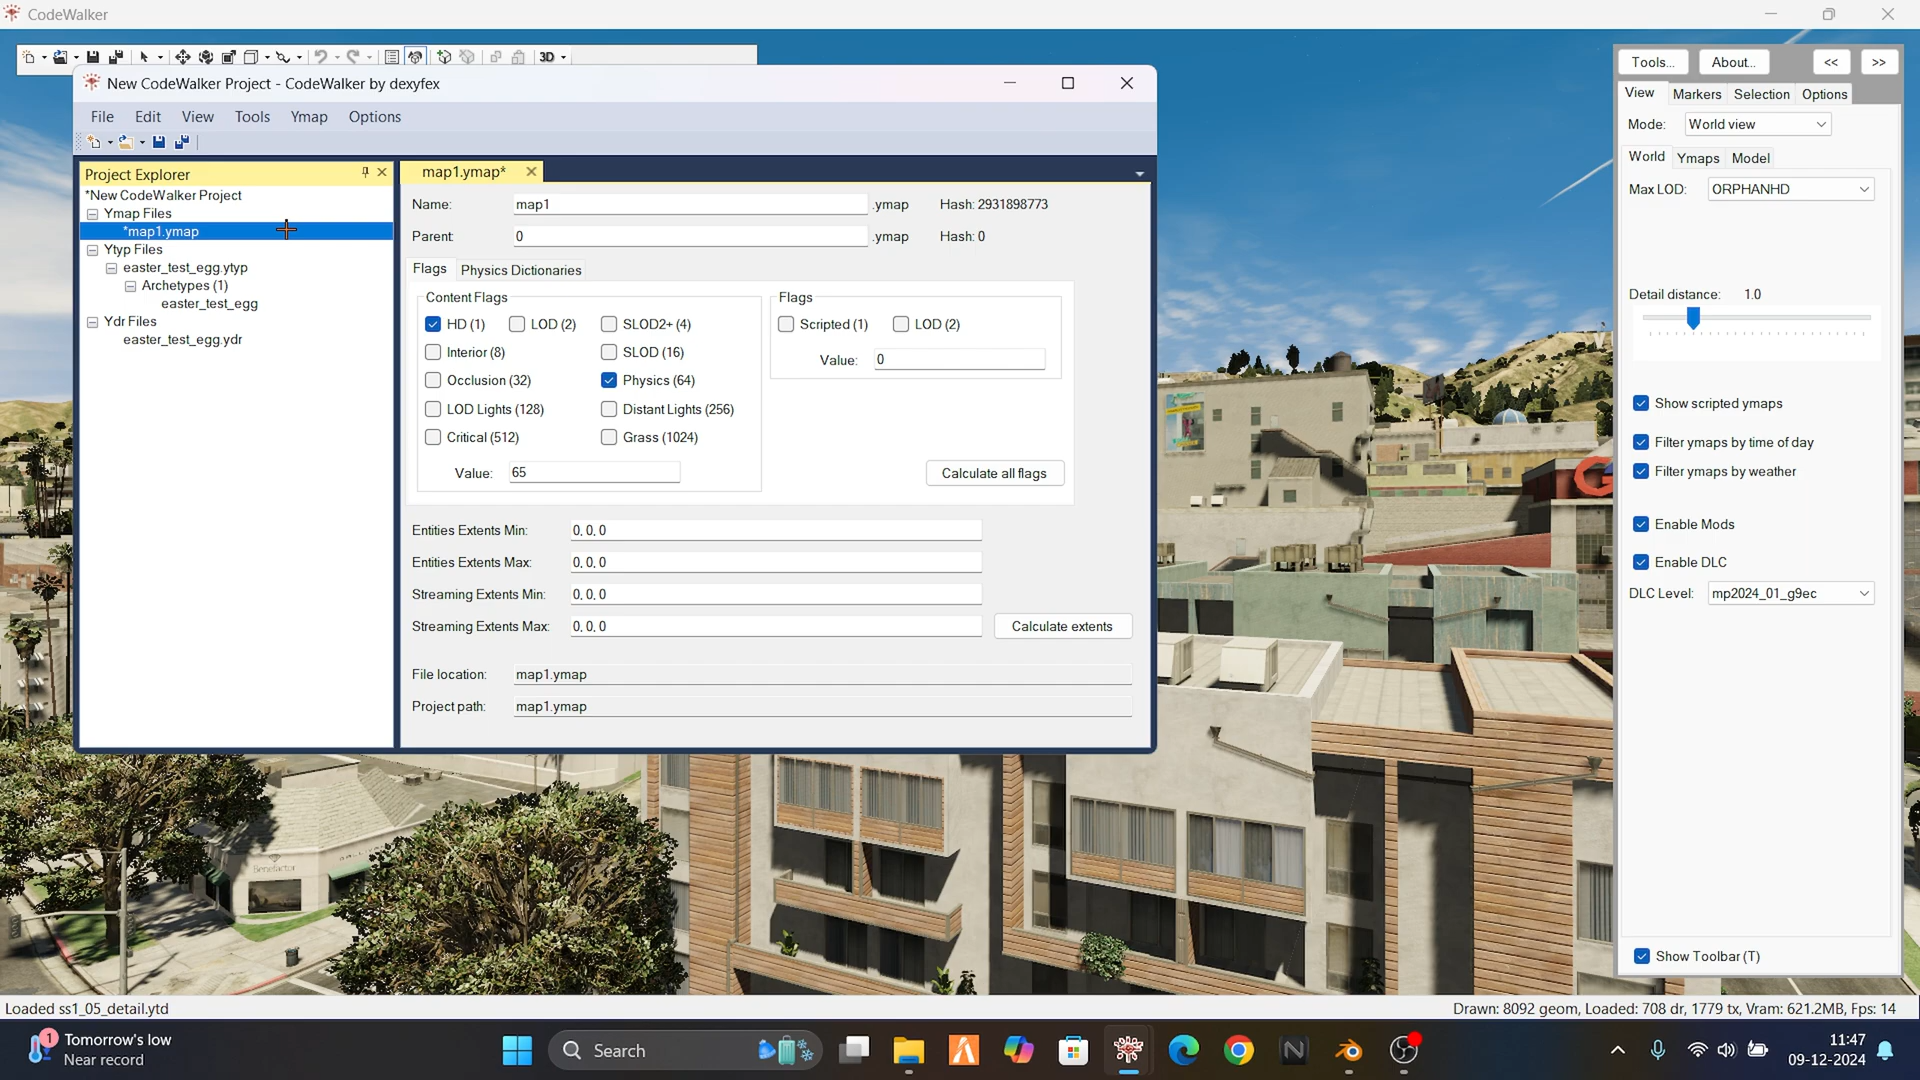 CodeWalker
3D
New CodeWalker Project - CodeWalker by dexyfex
File Edit View Tools Ymap Options
Project Explorer
*New CodeWalker Project
Ymap Files
*map1.ymap
Ytyp Files
easter_test_egg.ytyp
Archetypes (1)
easter_test_egg
Ydr Files
easter_test_egg.ydr
map1.ymap*
Name: map1 .ymap Hash: 2931898773
Parent: 0 .ymap Hash: 0
Flags Physics Dictionaries
Content Flags
HD (1) LOD (2) SLOD2+ (4)
Interior (8) SLOD (16)
Occlusion (32) Physics (64)
LOD Lights (128) Distant Lights (256)
Critical (512) Grass (1024)
Value: 65
Flags
Scripted (1) LOD (2)
Value: 0
Calculate all flags
Entities Extents Min: 0, 0, 0
Entities Extents Max: 0, 0, 0
Streaming Extents Min: 0, 0, 0
Streaming Extents Max: 0, 0, 0
Calculate extents
File location: map1.ymap
Project path: map1.ymap
Tools... About... << >>
View Markers Selection Options
Mode: World view
World Ymaps Model
Max LOD: ORPHANHD
Detail distance: 1.0
Show scripted ymaps
Filter ymaps by time of day
Filter ymaps by weather
Enable Mods
Enable DLC
DLC Level: mp2024_01_g9ec
Show Toolbar (T)
Benefactor
Loaded ss1_05_detail.ytd
Drawn: 8092 geom, Loaded: 708 dr, 1779 tx, Vram: 621.2MB, Fps: 14
1
Tomorrow's low
Near record
Search
11:47
09-12-2024